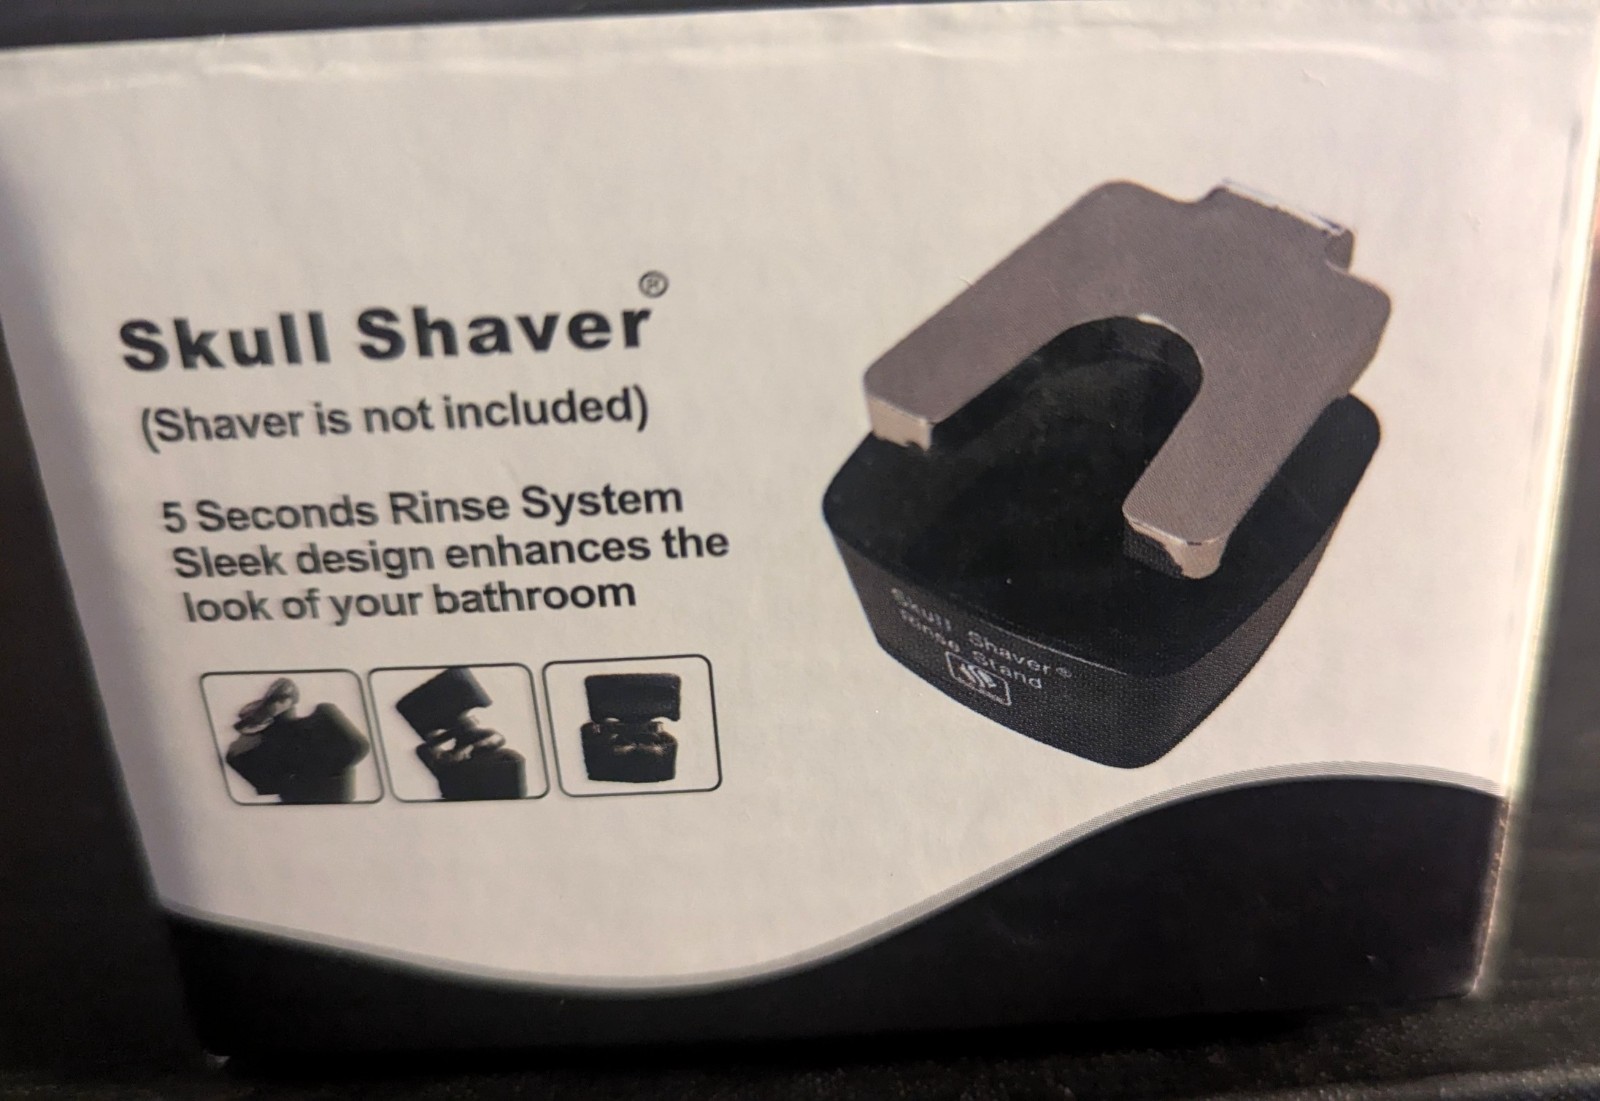 Skull Shaver®
(Shaver is not included)
5 Seconds Rinse System
Sleek design enhances the
look of your bathroom
Skull Shaver®
Rinse Stand